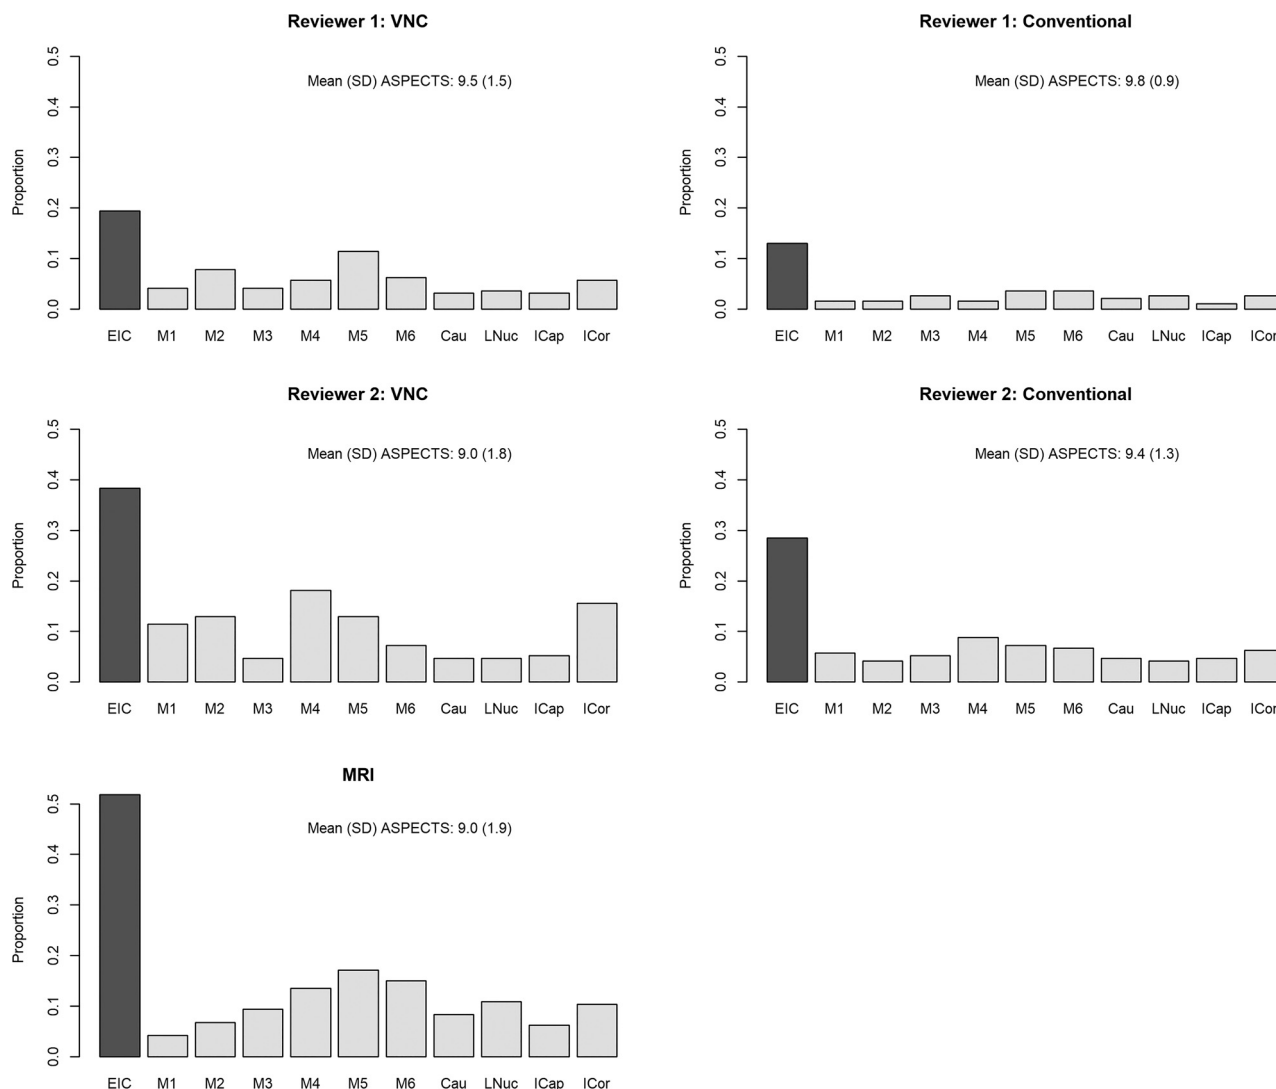 Reviewer 1: VNC
Mean (SD) ASPECTS: 9.5 (1.5)
Proportion
0.5
0.4
0.3
0.2
0.1
0.0
EIC M1 M2 M3 M4 M5 M6 Cau LNuc ICap ICor
Reviewer 1: Conventional
Mean (SD) ASPECTS: 9.8 (0.9)
Proportion
0.5
0.4
0.3
0.2
0.1
0.0
EIC M1 M2 M3 M4 M5 M6 Cau LNuc ICap ICor
Reviewer 2: VNC
Mean (SD) ASPECTS: 9.0 (1.8)
Proportion
0.5
0.4
0.3
0.2
0.1
0.0
EIC M1 M2 M3 M4 M5 M6 Cau LNuc ICap ICor
Reviewer 2: Conventional
Mean (SD) ASPECTS: 9.4 (1.3)
Proportion
0.5
0.4
0.3
0.2
0.1
0.0
EIC M1 M2 M3 M4 M5 M6 Cau LNuc ICap ICor
MRI
Mean (SD) ASPECTS: 9.0 (1.9)
Proportion
0.5
0.4
0.3
0.2
0.1
0.0
EIC M1 M2 M3 M4 M5 M6 Cau LNuc ICap ICor